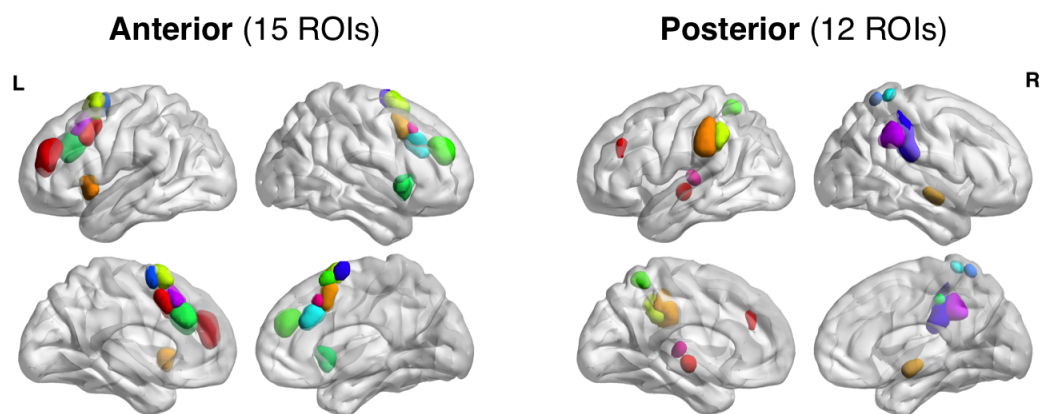 Anterior (15 ROIs)
Posterior (12 ROIs)
L
R